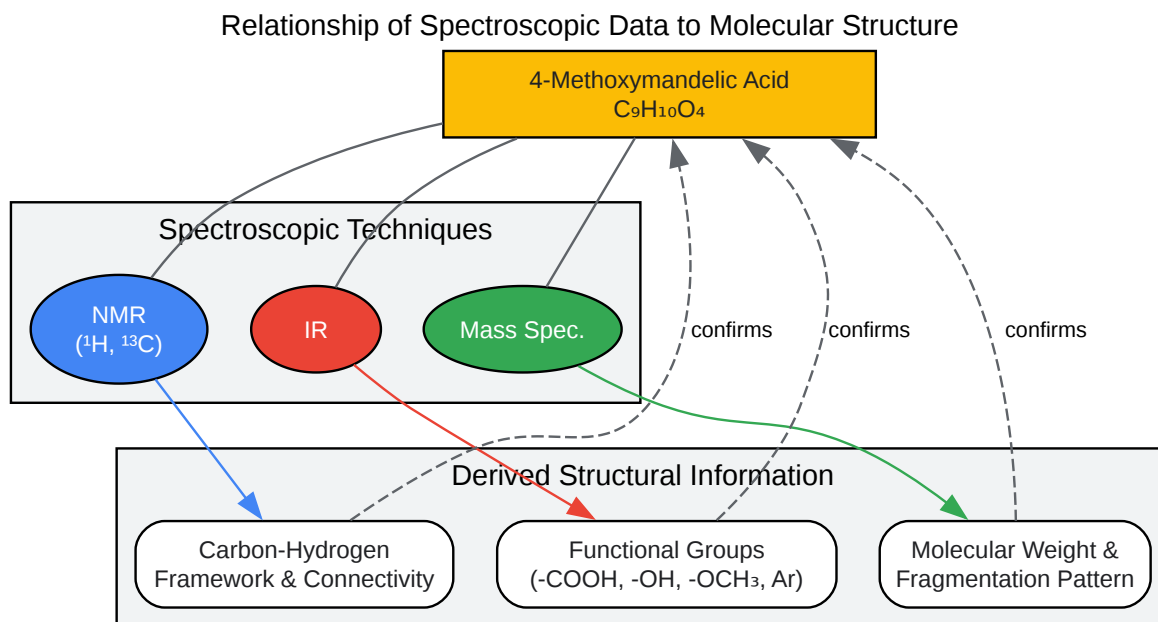 Relationship of Spectroscopic Data to Molecular Structure
4-Methoxymandelic Acid
C₉H₁₀O₄
Spectroscopic Techniques
NMR
(¹H, ¹³C)
IR
Mass Spec.
confirms
confirms
confirms
Derived Structural Information
Carbon-Hydrogen
Framework & Connectivity
Functional Groups
(-COOH, -OH, -OCH₃, Ar)
Molecular Weight &
Fragmentation Pattern